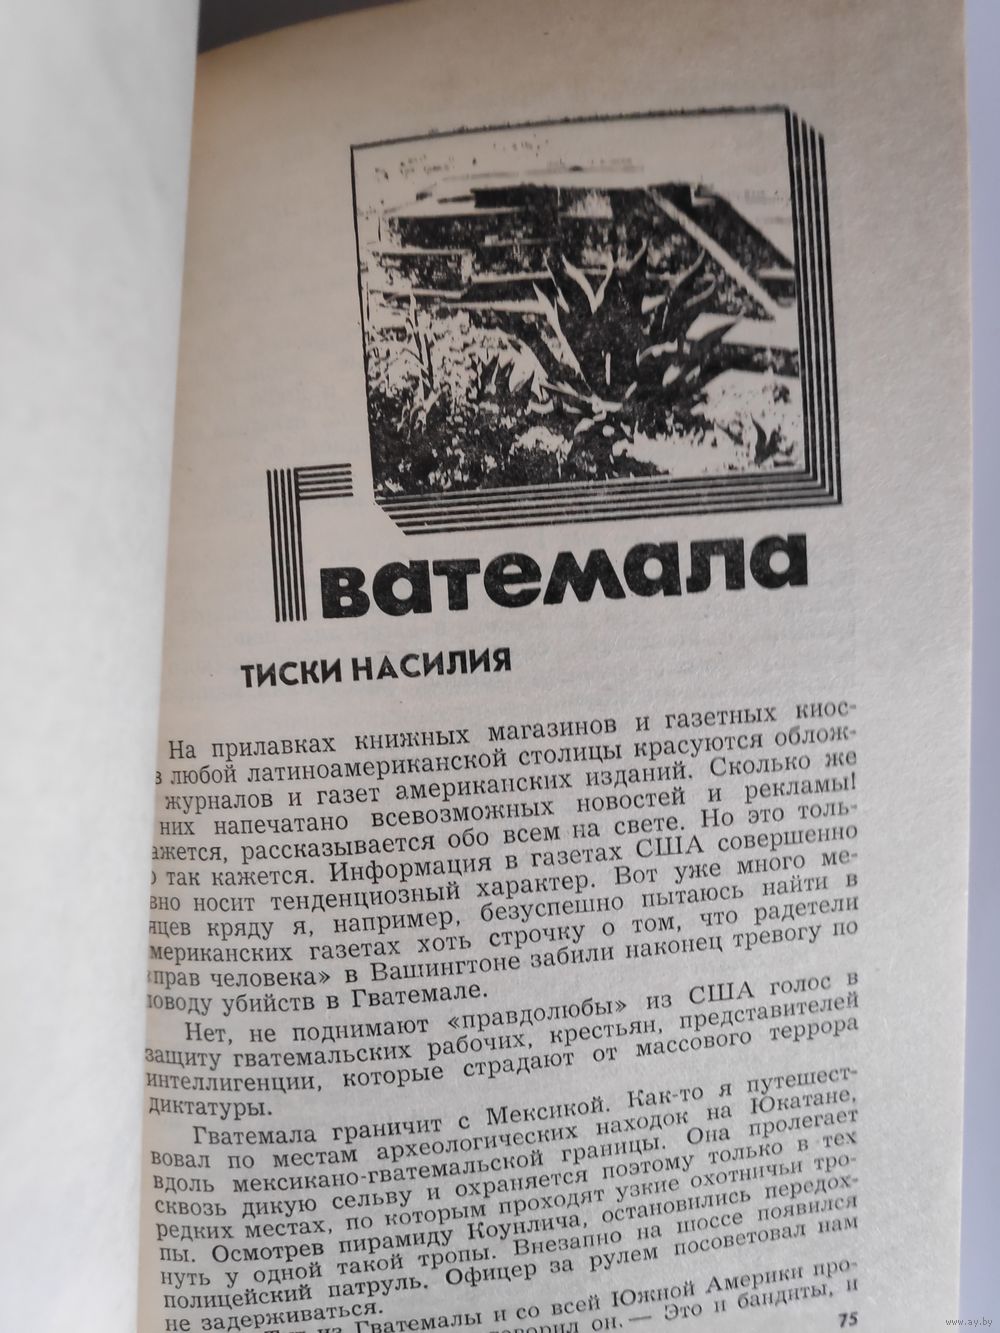 Гватемала
ТИСКИ НАСИЛИЯ
На прилавках книжных магазинов и газетных киос-
в любой латиноамериканской столицы красуются облож-
журналов и газет американских изданий. Сколько же
них напечатано всевозможных новостей и рекламы!
ажется, рассказывается обо всем на свете. Но это толь-
о так кажется. Информация в газетах США совершенно
вно носит тенденциозный характер. Вот уже много ме-
яцев кряду я, например, безуспешно пытаюсь найти в
мериканских газетах хоть строчку о том, что радетели
«прав человека» в Вашингтоне забили наконец тревогу по
поводу убийств в Гватемале.
Нет, не поднимают «правдолюбы» из США голос в
защиту гватемальских рабочих, крестьян, представителей
интеллигенции, которые страдают от массового террора
диктатуры.
Гватемала граничит с Мексикой. Как-то я путешест-
вовал по местам археологических находок на Юкатане,
вдоль мексикано-гватемальской границы. Она пролегает
сквозь дикую сельву и охраняется поэтому только в тех
редких местах, по которым проходят узкие охотничьи тро-
пы. Осмотрев пирамиду Коунлича, остановились передох-
нуть у одной такой тропы. Внезапно на шоссе появился
полицейский патруль. Офицер за рулем посоветовал нам
не задерживаться.
из Гватемалы и со всей Южной Америки про-
говорил он. — Это и бандиты, и
75
www.ay.by